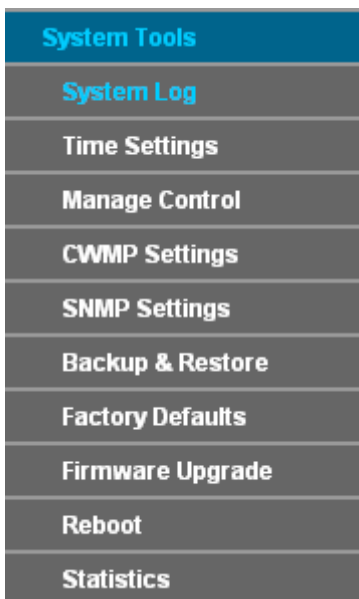 System Tools
System Log
Time Settings
Manage Control
CWMP Settings
SNMP Settings
Backup & Restore
Factory Defaults
Firmware Upgrade
Reboot
Statistics